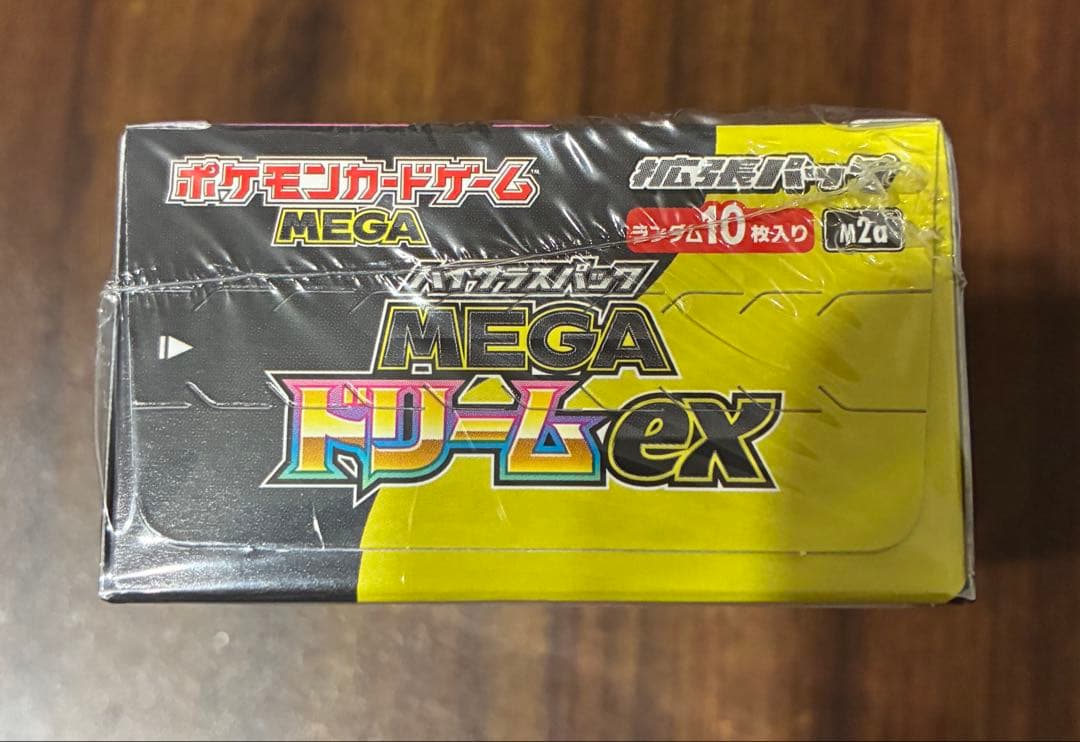 ポケモンカードゲーム™
MEGA
拡張パック
ランダム10枚入り
M2a
ハイクラスパック
MEGA
ドリームex